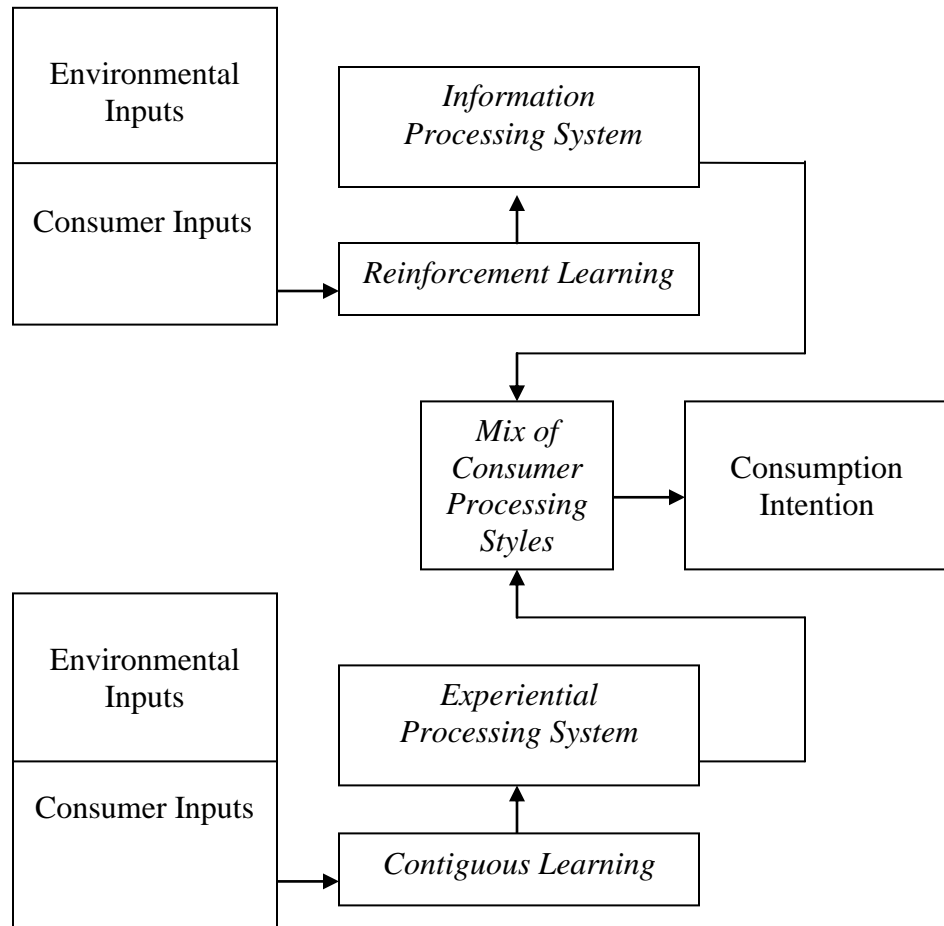 Environmental
Inputs
Consumer Inputs
Information
Processing System
Reinforcement Learning
Mix of
Consumer
Processing
Styles
Consumption
Intention
Environmental
Inputs
Consumer Inputs
Experiential
Processing System
Contiguous Learning